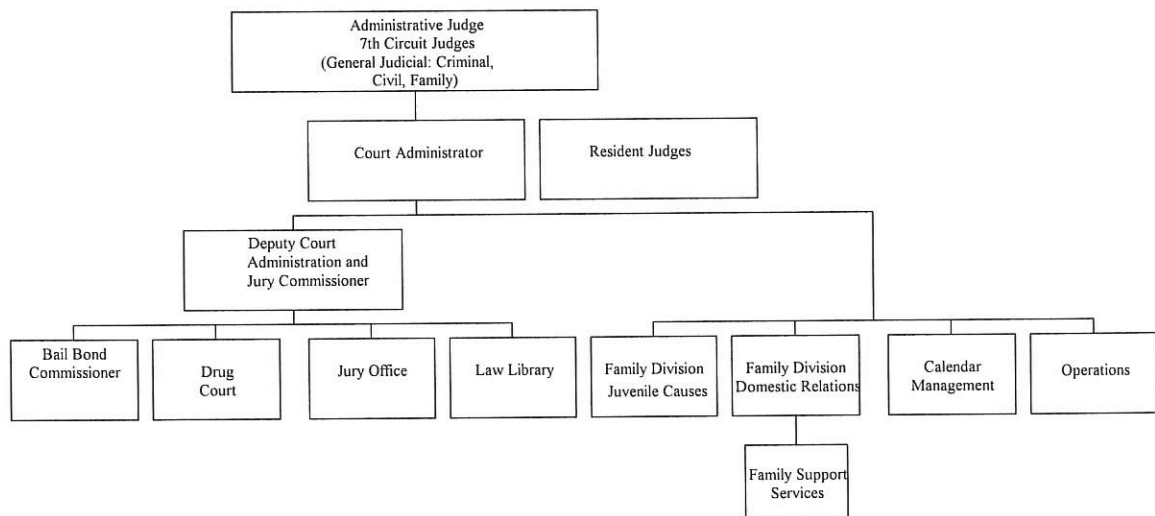 Administrative Judge
7th Circuit Judges
(General Judicial: Criminal,
Civil, Family)
Court Administrator
Resident Judges
Deputy Court
Administration and
Jury Commissioner
Bail Bond
Commissioner
Drug
Court
Jury Office
Law Library
Family Division
Juvenile Causes
Family Division
Domestic Relations
Calendar
Management
Operations
Family Support
Services